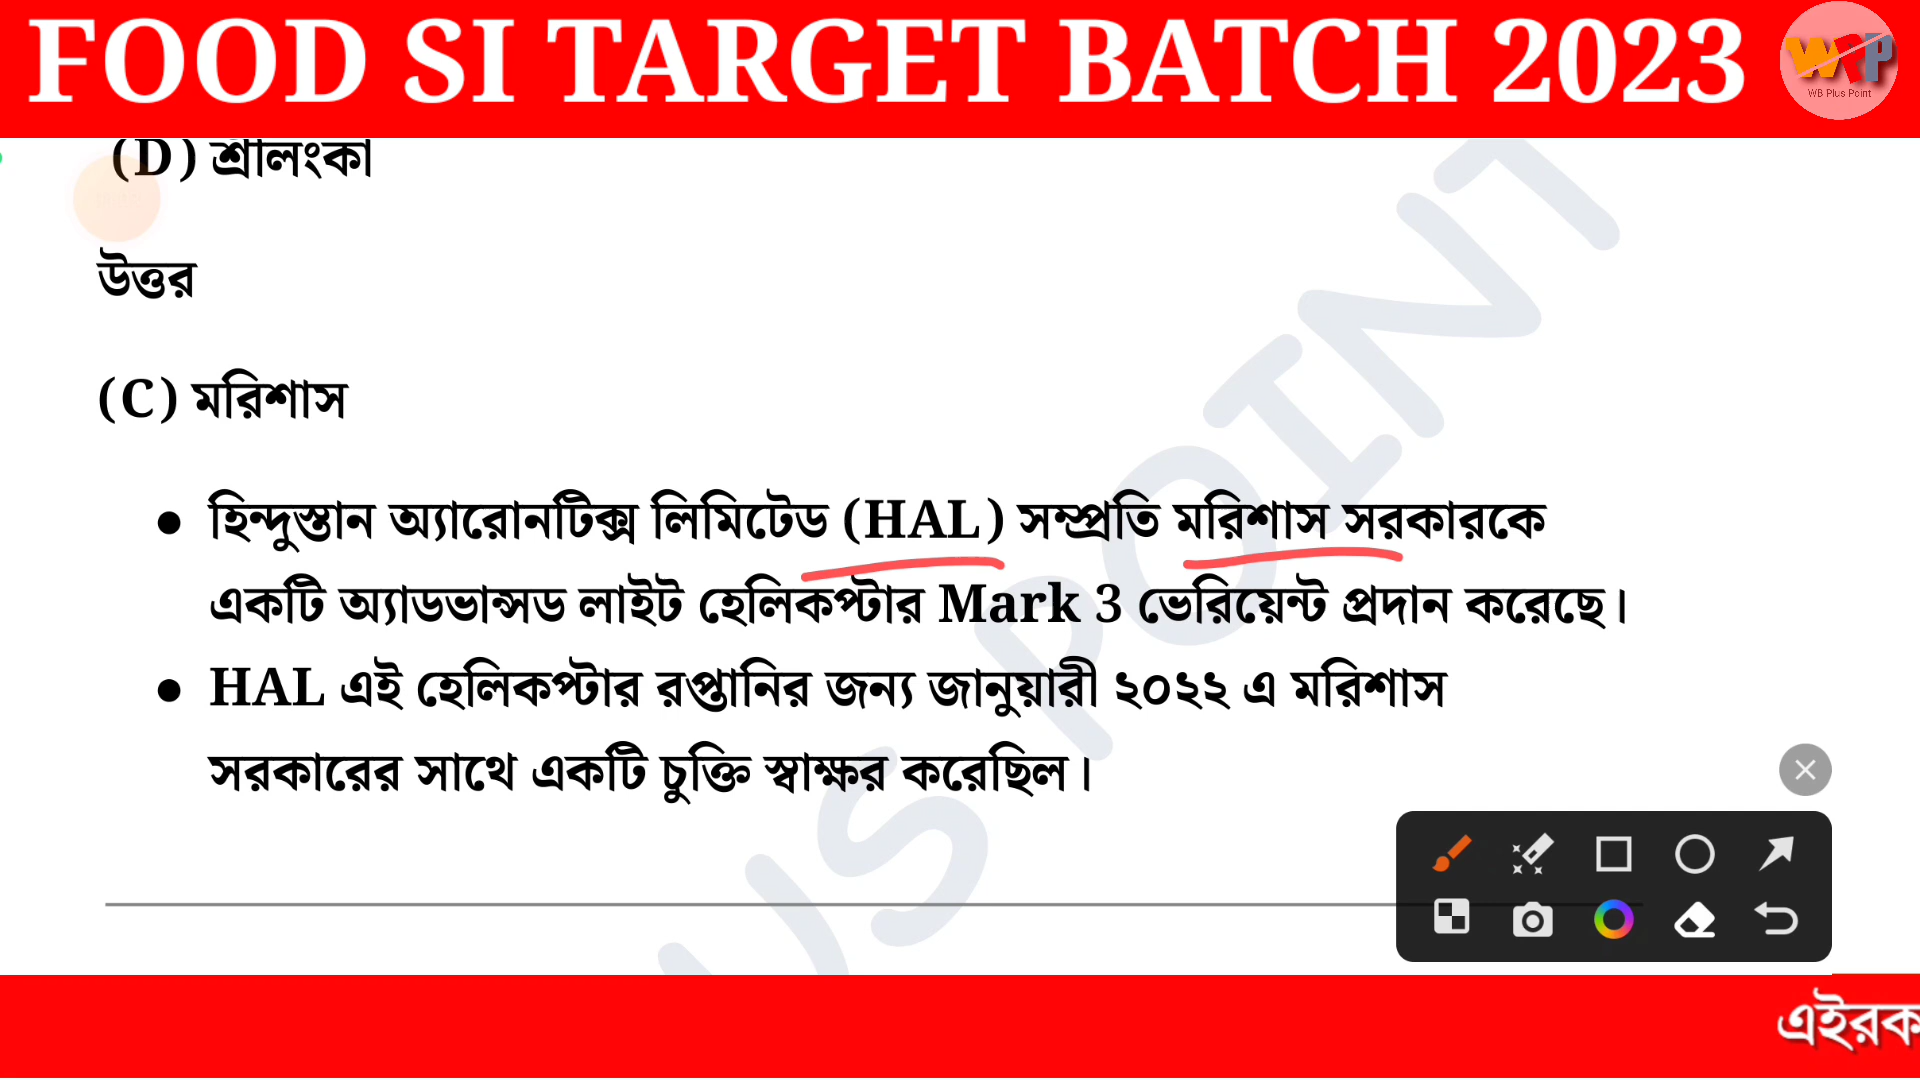 FOOD SI TARGET BATCH 2023
WB Plus Point
(D) শ্রীলংকা
উত্তর
(C) মরিশাস
● হিন্দুস্তান অ্যারোনটিক্স লিমিটেড (HAL) সম্প্রতি মরিশাস সরকারকে
একটি অ্যাডভান্সড লাইট হেলিকপ্টার Mark 3 ভেরিয়েন্ট প্রদান করেছে।
● HAL এই হেলিকপ্টার রপ্তানির জন্য জানুয়ারী ২০২২ এ মরিশাস
সরকারের সাথে একটি চুক্তি স্বাক্ষর করেছিল।
US POINT
এইরক